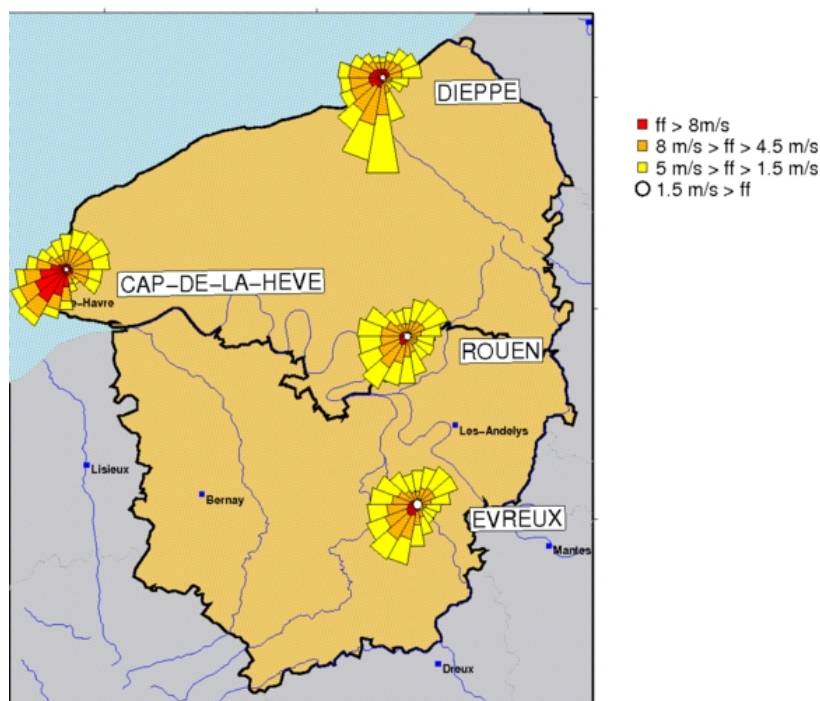 DIEPPE
ff > 8m/s
8 m/s > ff > 4.5 m/s
5 m/s > ff > 1.5 m/s
1.5 m/s > ff
CAP-DE-LA-HEVE
-Havre
ROUEN
Les-Andelys
Lisieux
Bernay
EVREUX
Mantes
Dreux